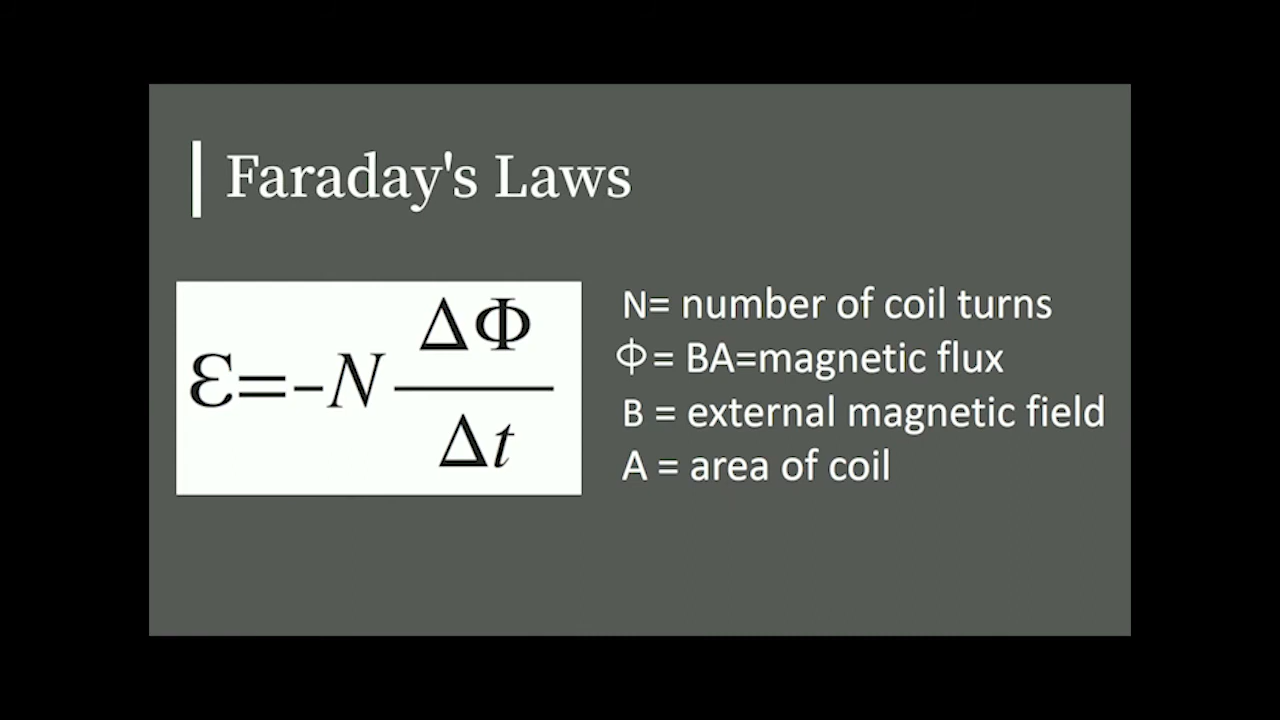 Faraday's Laws
Ɛ=-N ΔΦ/Δt
N= number of coil turns
Φ= BA=magnetic flux
B = external magnetic field
A = area of coil